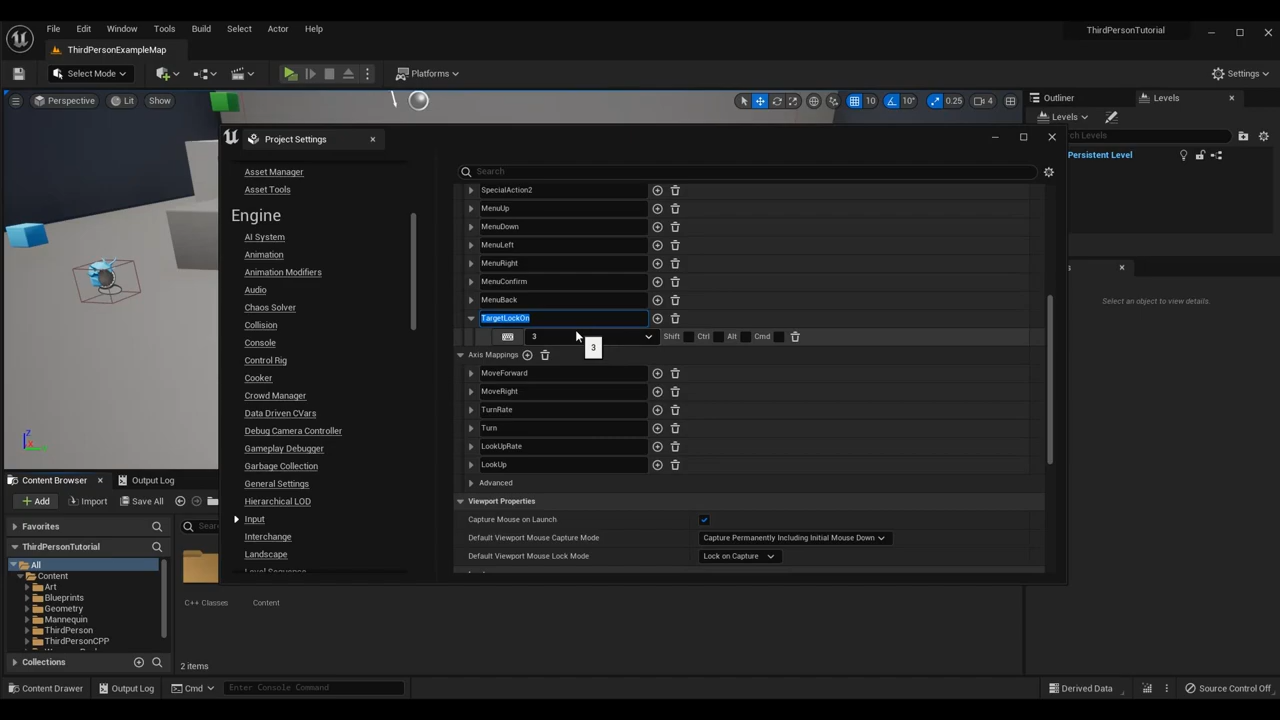 File Edit Window Tools Build Select Actor Help
ThirdPersonTutorial
ThirdPersonExampleMap
Select Mode
Platforms
Settings
Perspective Lit Show
10 10° 0.25 4
Outliner Levels
Levels
ch Levels
Persistent Level
Select an object to view details.
Project Settings
Asset Manager
Asset Tools
Engine
AI System
Animation
Animation Modifiers
Audio
Chaos Solver
Collision
Console
Control Rig
Cooker
Crowd Manager
Data Driven CVars
Debug Camera Controller
Gameplay Debugger
Garbage Collection
General Settings
Hierarchical LOD
Input
Interchange
Landscape
Search
SpecialAction2
MenuUp
MenuDown
MenuLeft
MenuRight
MenuConfirm
MenuBack
TargetLockOn
3 Shift Ctrl Alt Cmd
3
Axis Mappings
MoveForward
MoveRight
TurnRate
Turn
LookUpRate
LookUp
Advanced
Viewport Properties
Capture Mouse on Launch
Default Viewport Mouse Capture Mode Capture Permanently Including Initial Mouse Down
Default Viewport Mouse Lock Mode Lock on Capture
Z
X
Content Browser Output Log
Add Import Save All
Favorites
ThirdPersonTutorial
All
Content
Art
Blueprints
Geometry
Mannequin
ThirdPerson
ThirdPersonCPP
Collections
C++ Classes Content
2 items
Content Drawer Output Log Cmd Enter Console Command
Derived Data Source Control Off